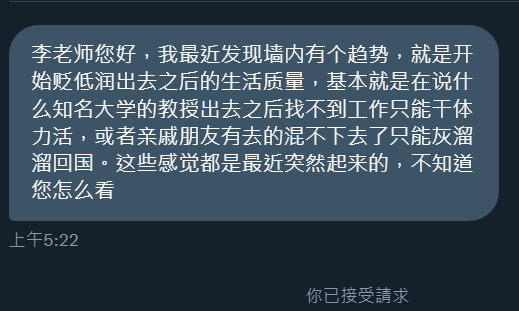 李老师您好，我最近发现墙内有个趋势，就是开
始贬低润出去之后的生活质量，基本就是在说什
么知名大学的教授出去之后找不到工作只能干体
力活，或者亲戚朋友有去的混不下去了只能灰溜
溜回国。这些感觉都是最近突然起来的，不知道
您怎么看
上午5:22
你已接受請求